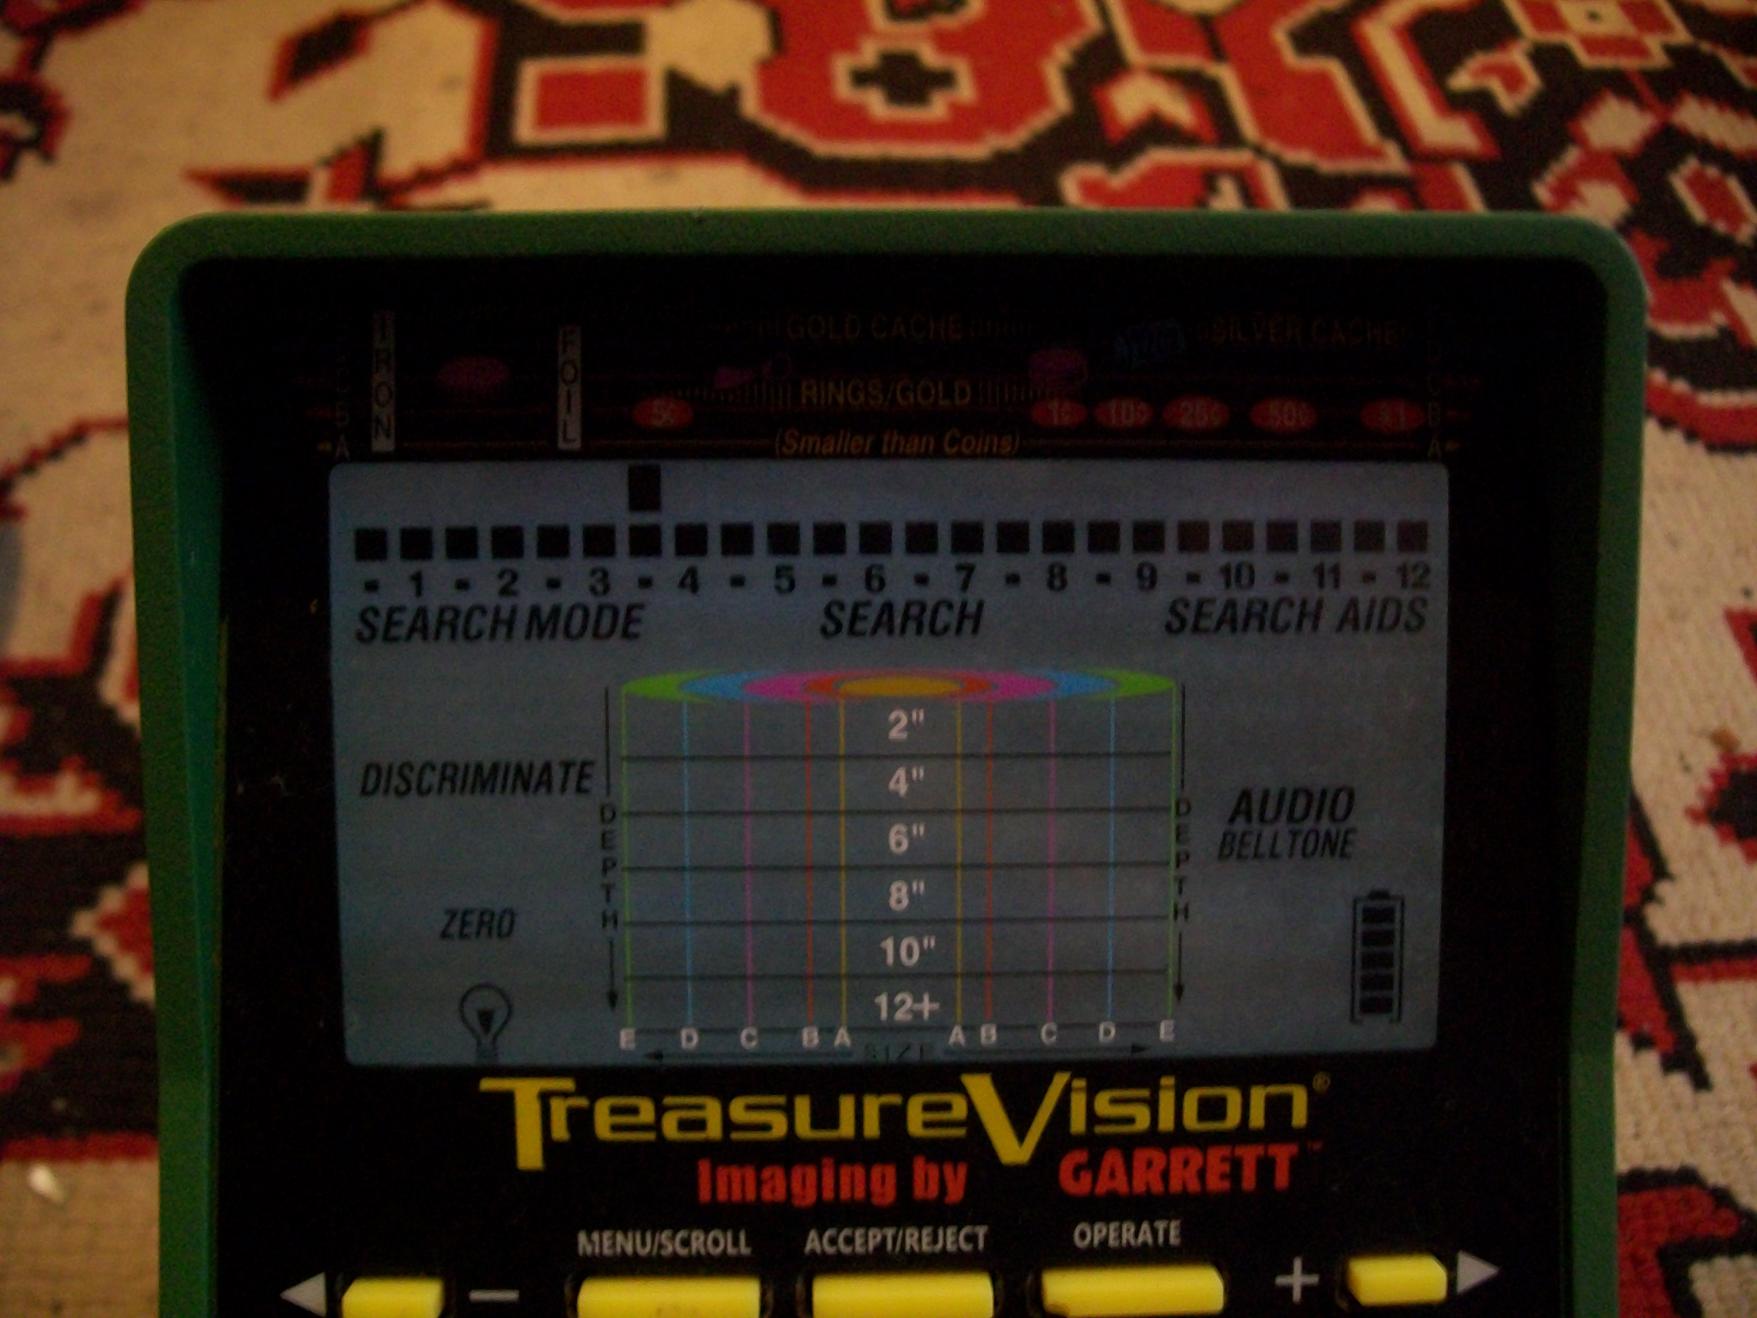 IRON
FOIL
GOLD CACHE
SILVER CACHE
RINGS/GOLD
5¢ 1¢ 10¢ 25¢ 50¢ $1
(Smaller than Coins)
- 1 - 2 - 3 - 4 - 5 - 6 - 7 - 8 - 9 - 10 - 11 - 12
SEARCH MODE SEARCH SEARCH AIDS
2"
DISCRIMINATE
4"
AUDIO
BELLTONE
6"
DEPTH
DEPTH
8"
ZERO
10"
12+
E D C B A A B C D E
SIZE
TREASUREVISION®
Imaging by GARRETT™
MENU/SCROLL ACCEPT/REJECT OPERATE
- +